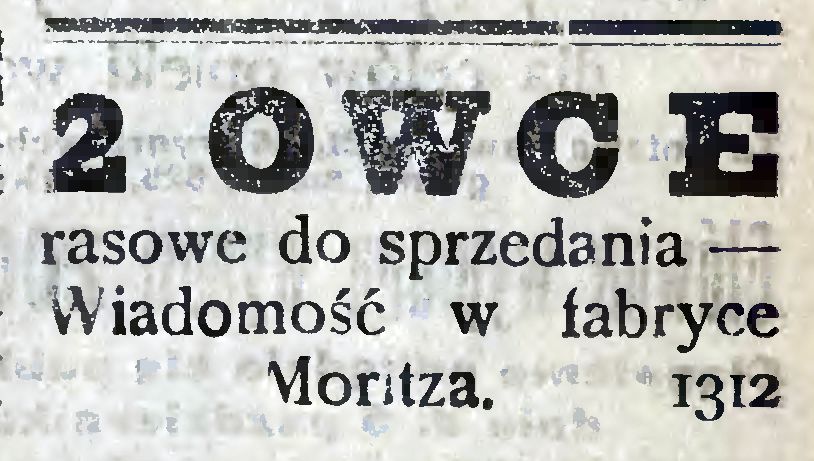 2 OWCE
rasowe do sprzedania —
Wiadomość w fabryce
Moritza. 1312